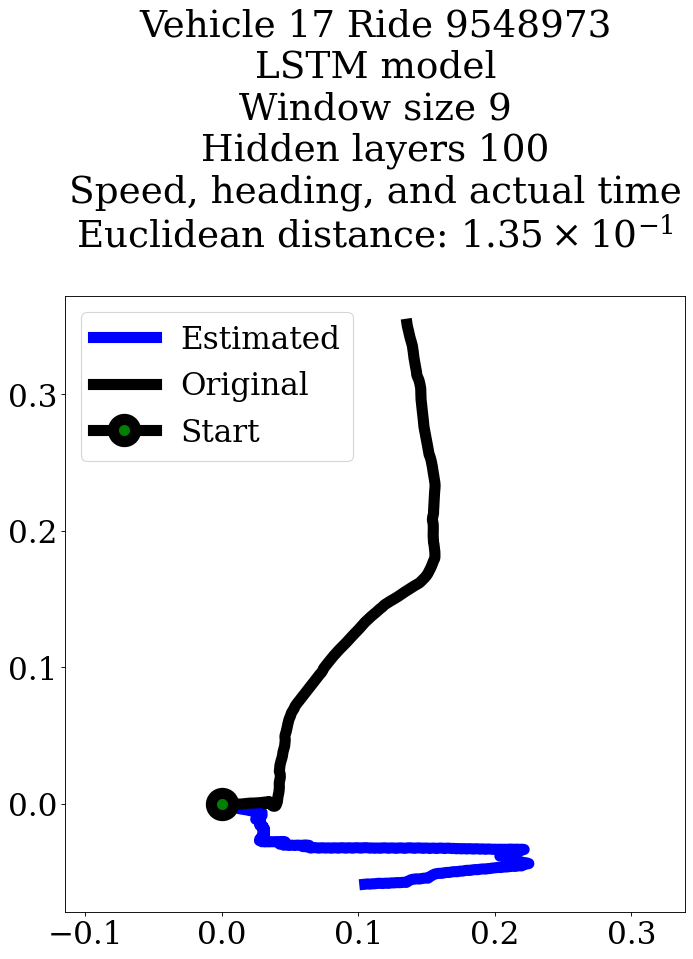 Vehicle 17 Ride 9548973
LSTM model
Window size 9
Hidden layers 100
Speed, heading, and actual time
Euclidean distance: 1.35 × 10⁻¹
Estimated
Original
Start
0.3
0.2
0.1
0.0
−0.1 0.0 0.1 0.2 0.3